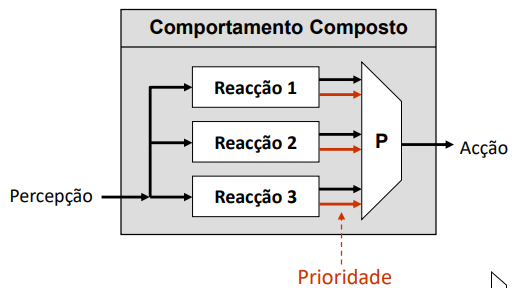 Comportamento Composto
Reacção 1
Reacção 2
P
Acção
Percepção
Reacção 3
Prioridade